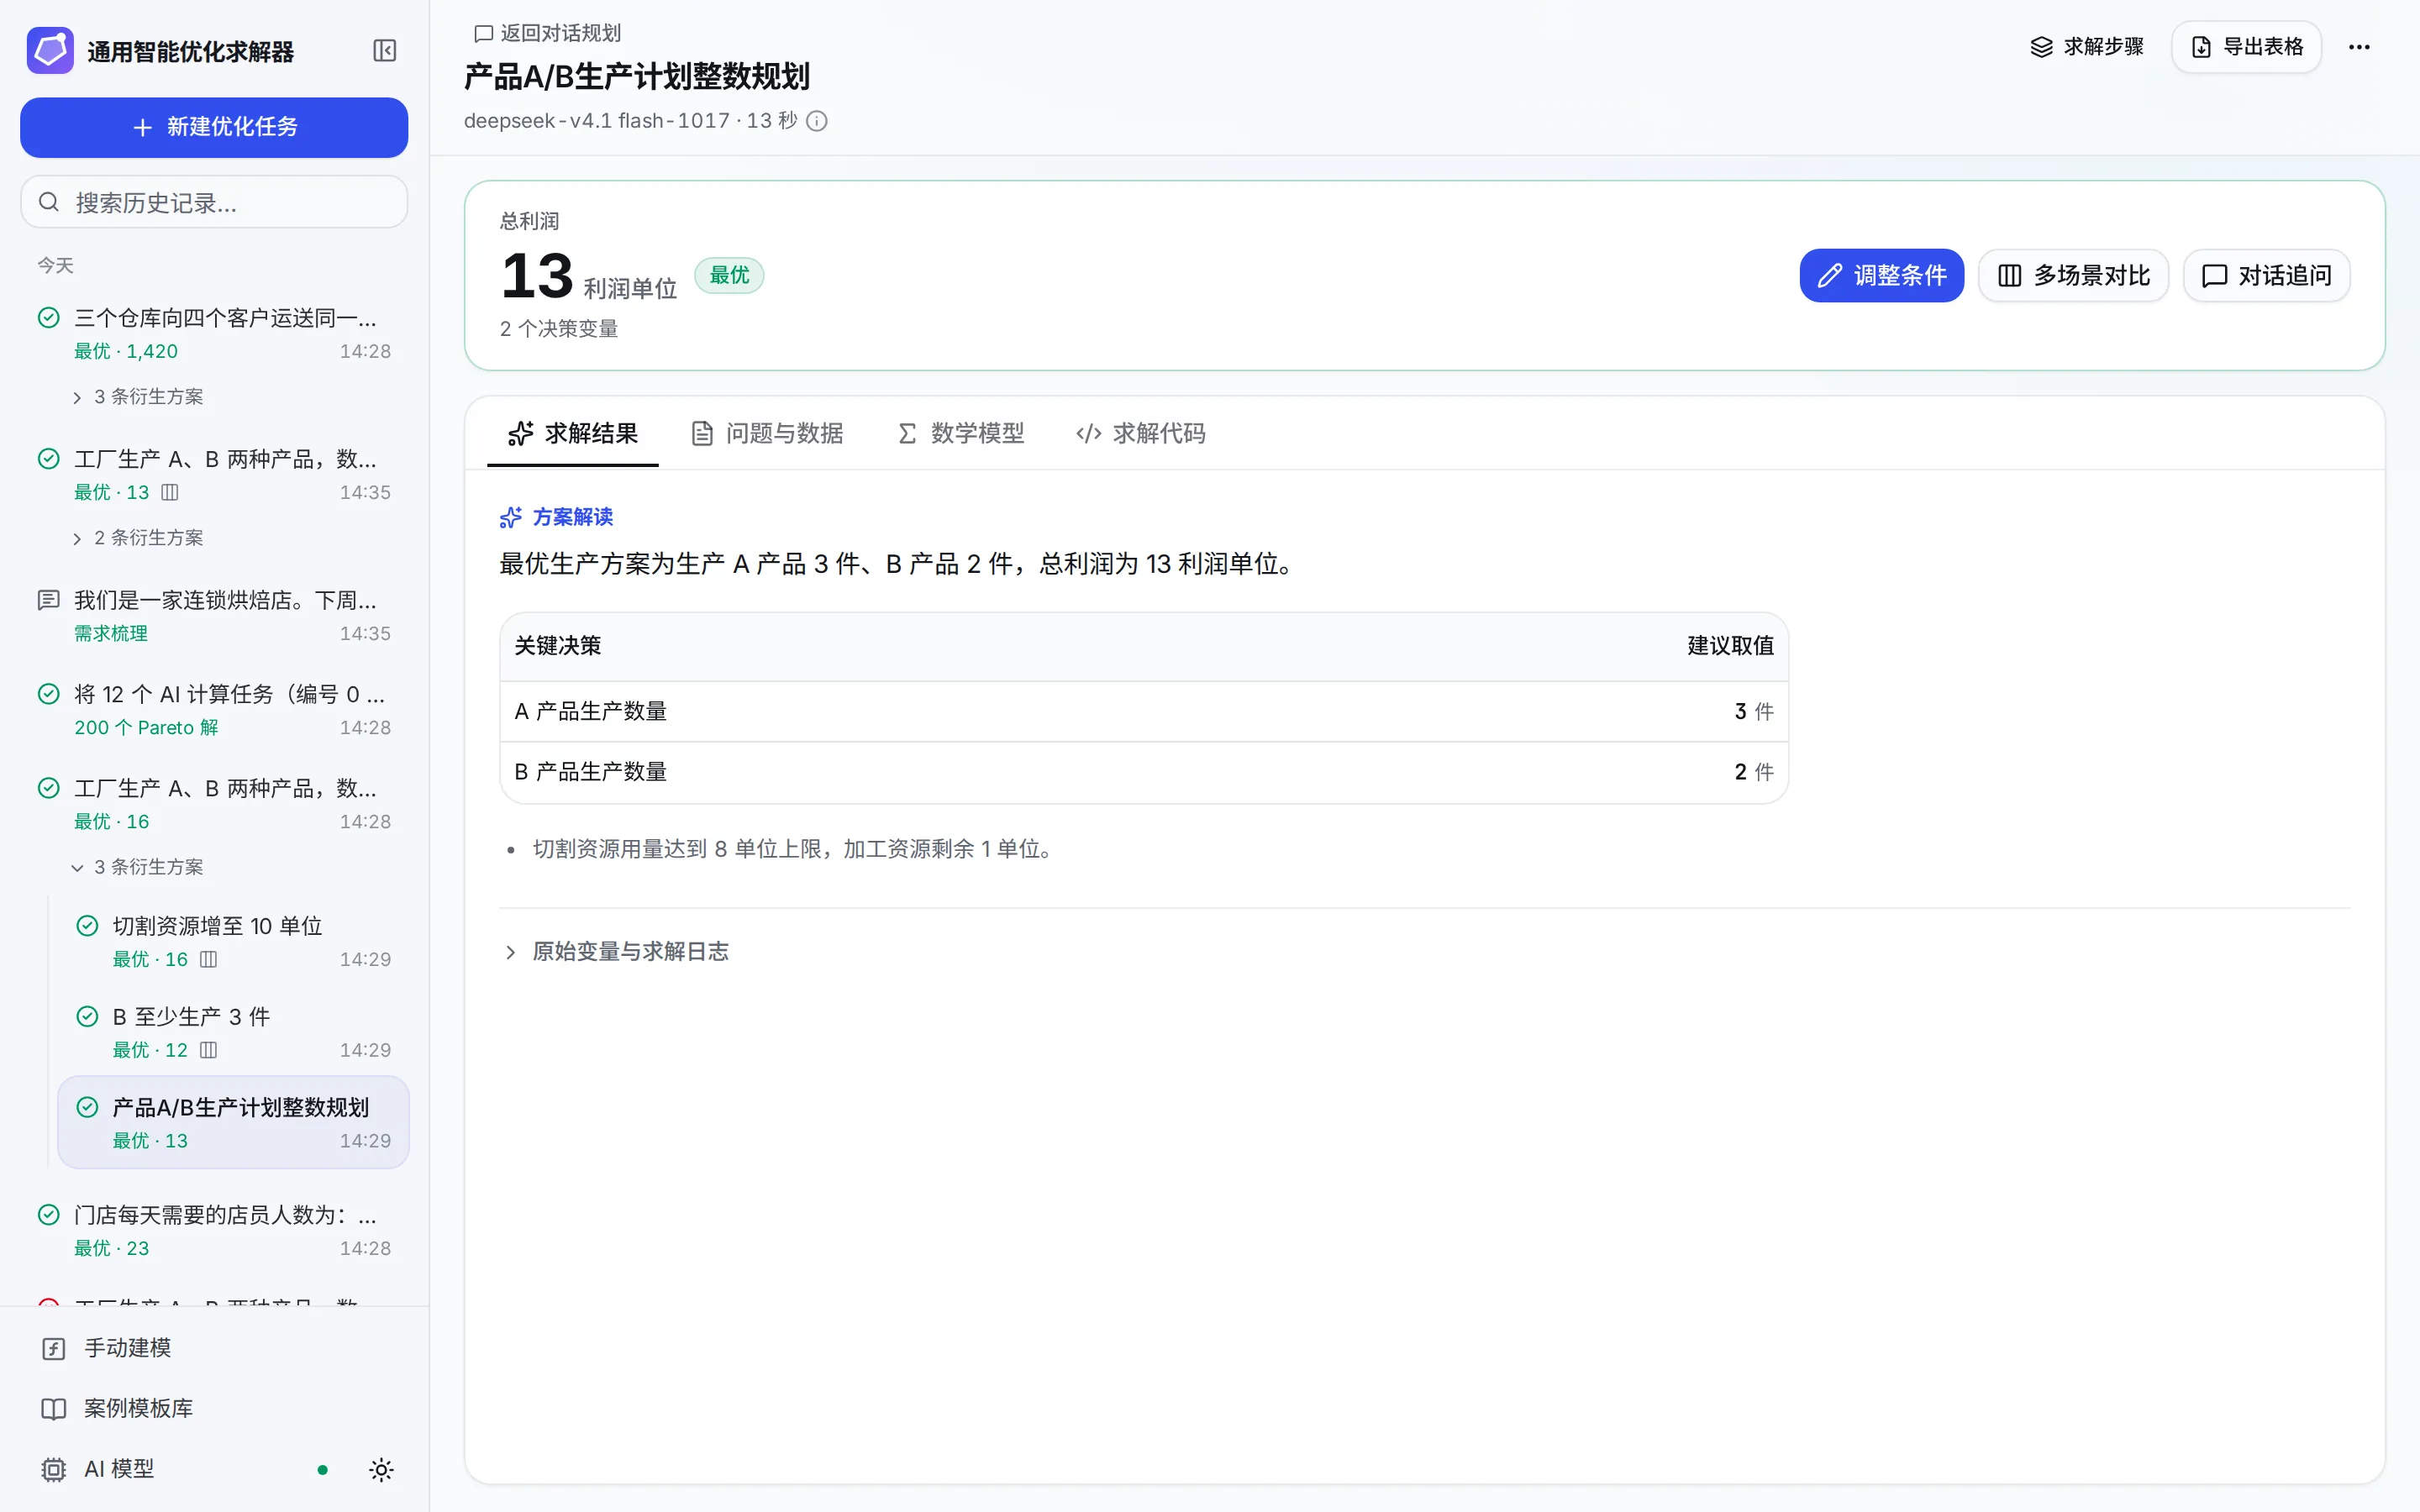 通用智能优化求解器
新建优化任务
搜索历史记录...
今天
三个仓库向四个客户运送同一...
最优 · 1,420 14:28
3 条衍生方案
工厂生产 A、B 两种产品，数...
最优 · 13 14:35
2 条衍生方案
我们是一家连锁烘焙店。下周...
需求梳理 14:35
将 12 个 AI 计算任务（编号 0 ...
200 个 Pareto 解 14:28
工厂生产 A、B 两种产品，数...
最优 · 16 14:28
3 条衍生方案
切割资源增至 10 单位
最优 · 16 14:29
B 至少生产 3 件
最优 · 12 14:29
产品A/B生产计划整数规划
最优 · 13 14:29
门店每天需要的店员人数为：...
最优 · 23 14:28
手动建模
案例模板库
AI 模型
返回对话规划
产品A/B生产计划整数规划
deepseek-v4.1 flash-1017 · 13 秒
求解步骤
导出表格
总利润
13 利润单位 最优
2 个决策变量
调整条件
多场景对比
对话追问
求解结果
问题与数据
数学模型
求解代码
方案解读
最优生产方案为生产 A 产品 3 件、B 产品 2 件，总利润为 13 利润单位。
关键决策 建议取值
A 产品生产数量 3 件
B 产品生产数量 2 件
切割资源用量达到 8 单位上限，加工资源剩余 1 单位。
原始变量与求解日志